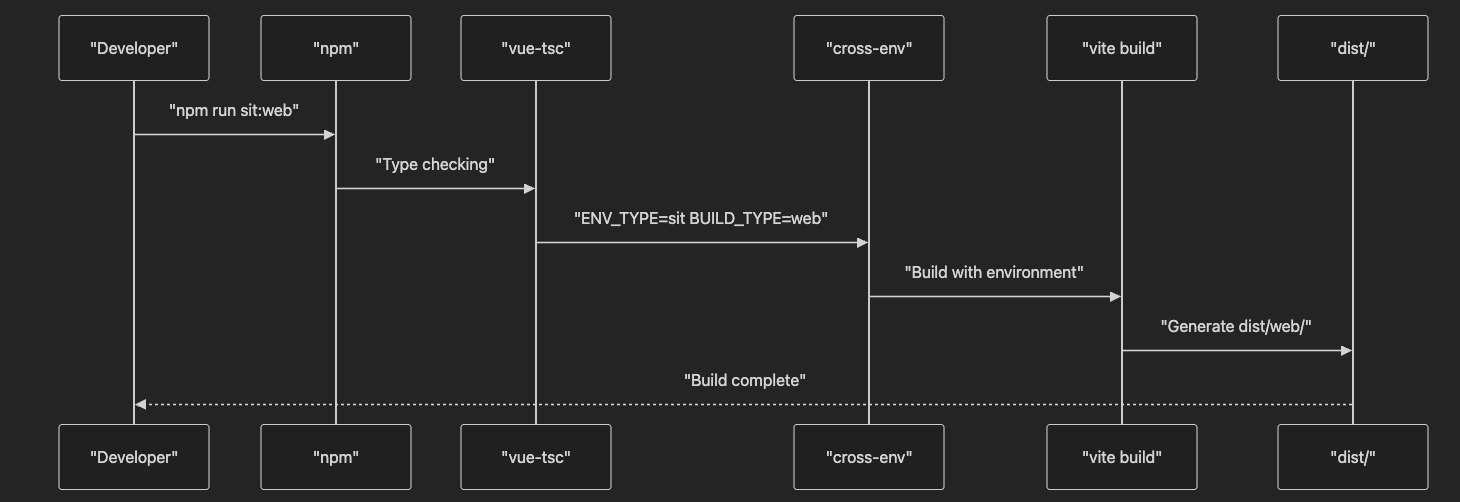 "Developer"
"npm"
"vue-tsc"
"cross-env"
"vite build"
"dist/"
"npm run sit:web"
"Type checking"
"ENV_TYPE=sit BUILD_TYPE=web"
"Build with environment"
"Generate dist/web/"
"Build complete"
"Developer"
"npm"
"vue-tsc"
"cross-env"
"vite build"
"dist/"